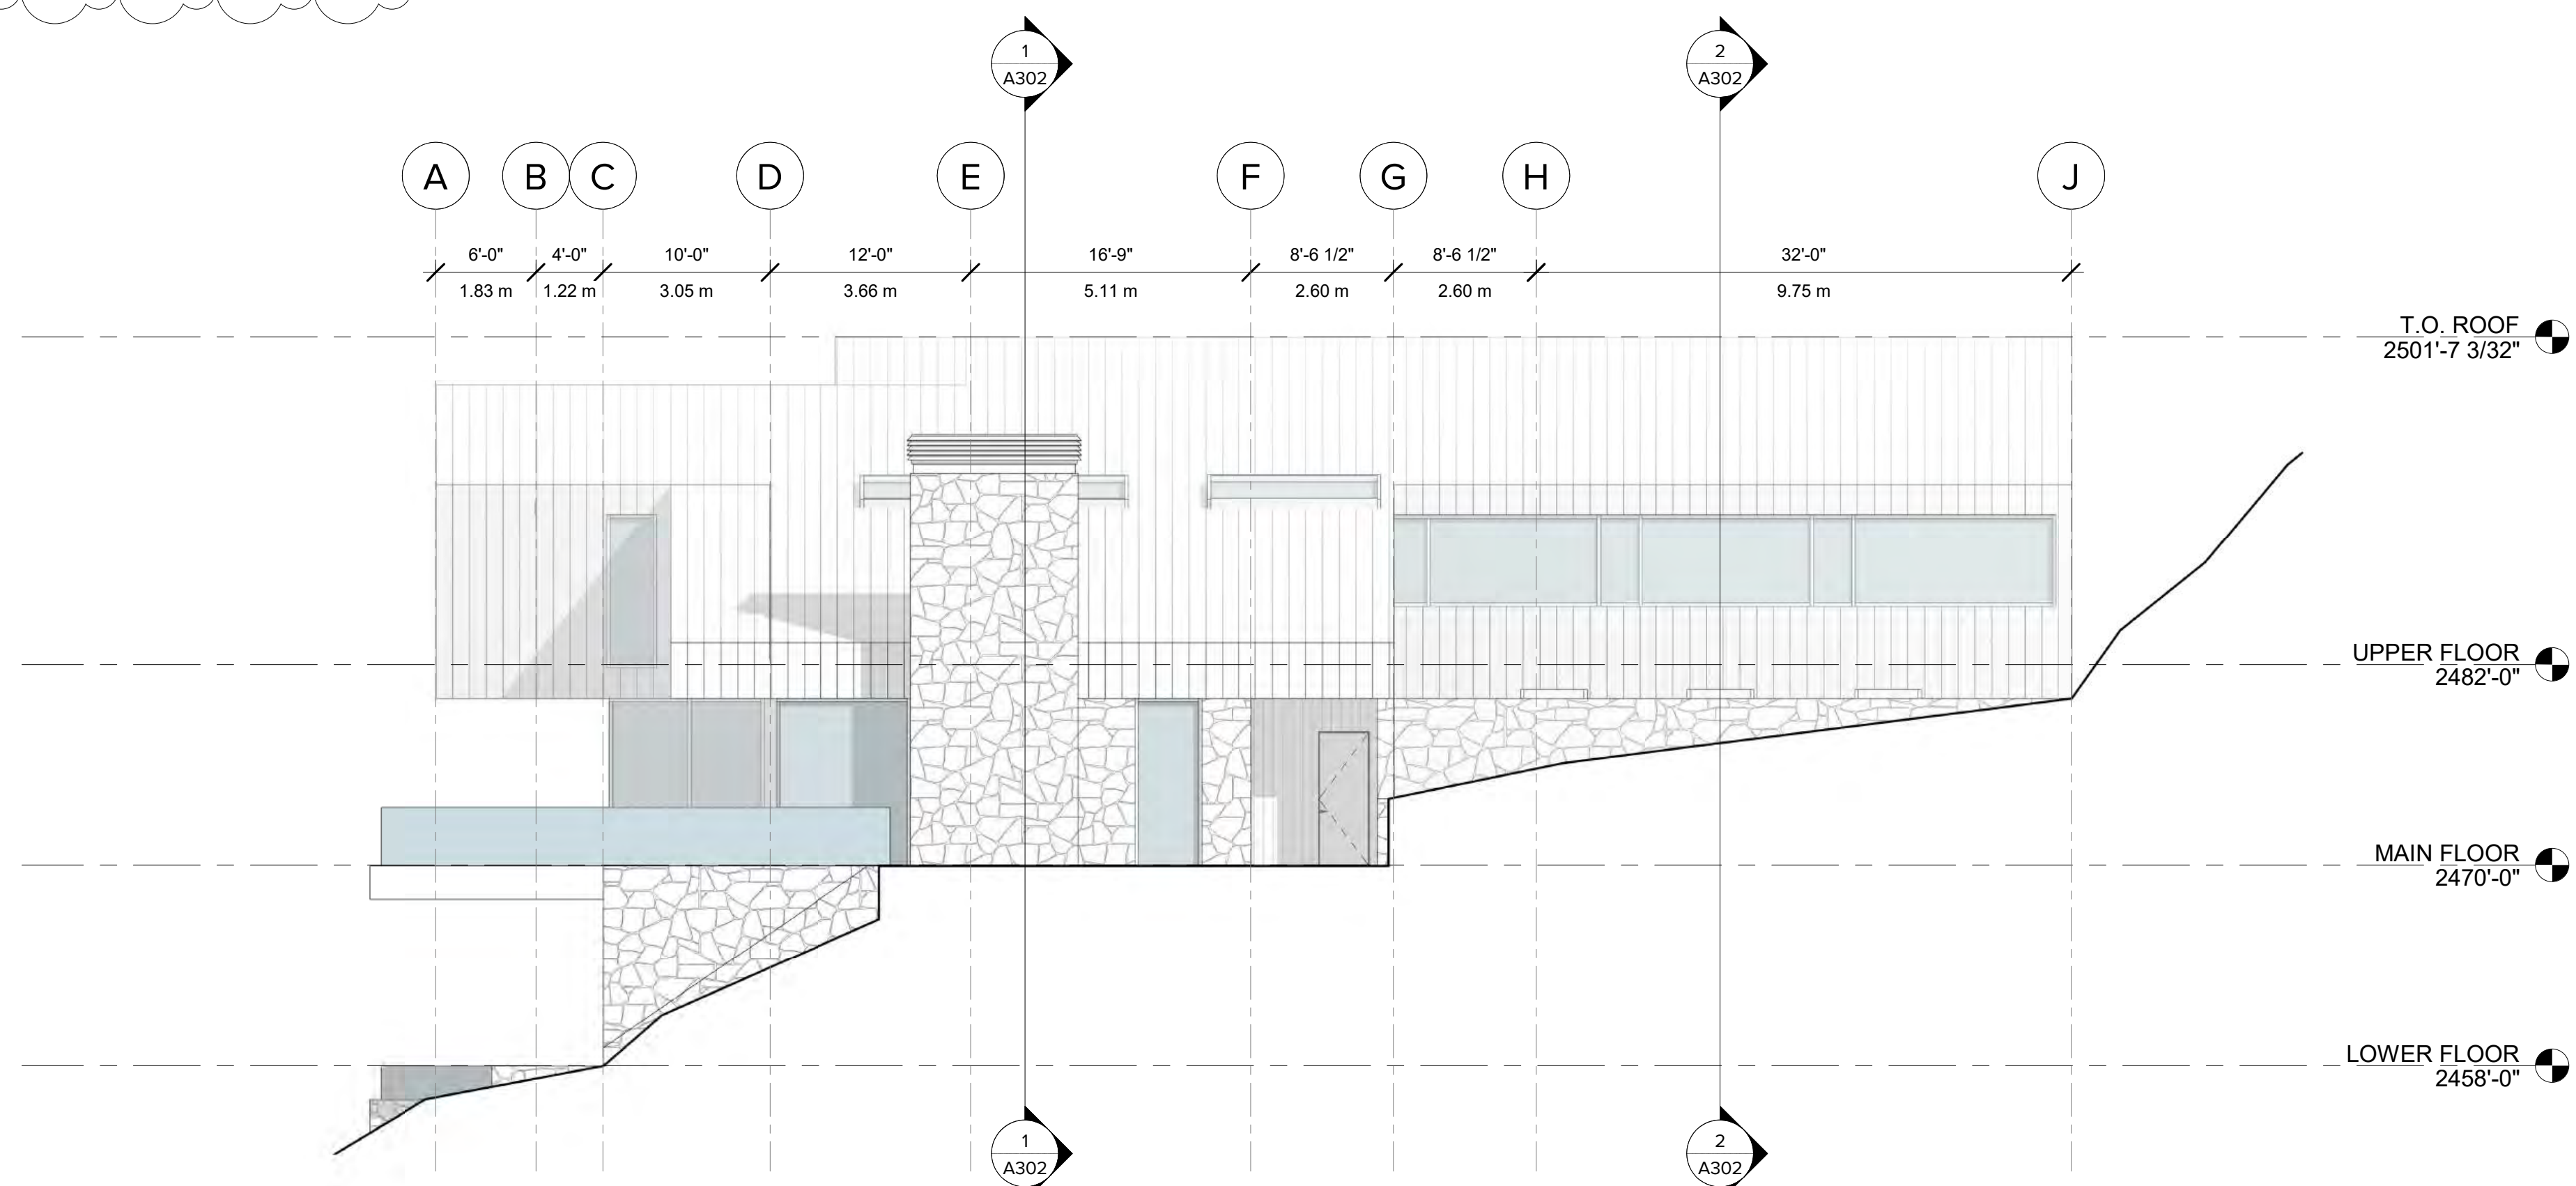 1
A302
2
A302
A B C D E F G H J
6'-0" 4'-0" 10'-0" 12'-0" 16'-9" 8'-6 1/2" 8'-6 1/2" 32'-0"
1.83 m 1.22 m 3.05 m 3.66 m 5.11 m 2.60 m 2.60 m 9.75 m
T.O. ROOF
2501'-7 3/32"
UPPER FLOOR
2482'-0"
MAIN FLOOR
2470'-0"
LOWER FLOOR
2458'-0"
1
A302
2
A302